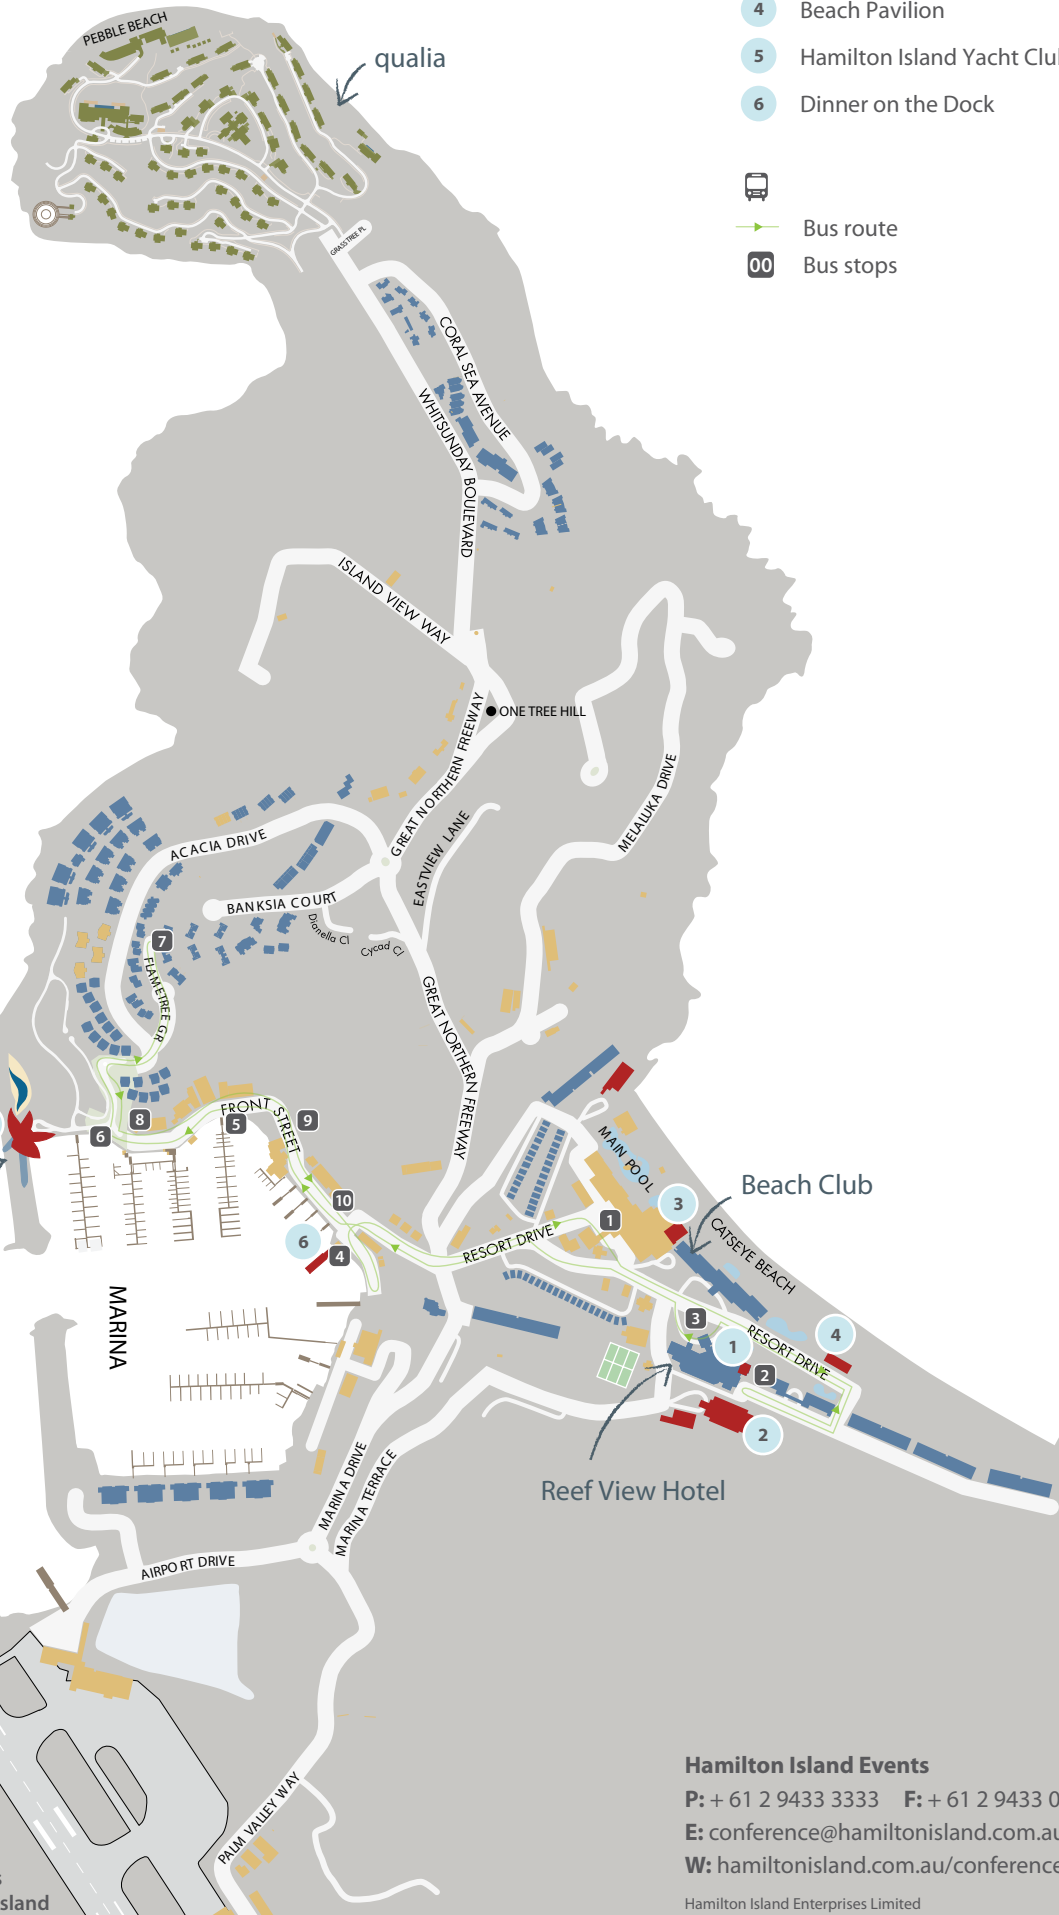 4 Beach Pavilion
5 Hamilton Island Yacht Clu
6 Dinner on the Dock
Bus route
00 Bus stops
PEBBLE BEACH
qualia
GRASSTREE PL
CORAL SEA AVENUE
WHITSUNDAY BOULEVARD
ISLAND VIEW WAY
ONE TREE HILL
GREAT NORTHERN FREEWAY
MELALUKA DRIVE
EASTVIEW LANE
ACACIA DRIVE
BANKSIA COURT
Dianella Cl
Cycad Cl
7
FLAMETREE GR
GREAT NORTHERN FREEWAY
6
8
FRONT STREET
5
9
10
4
6
MAIN POOL
Beach Club
3
1
CATSEYE BEACH
RESORT DRIVE
MARINA
3
RESORT DRIVE
4
1
2
2
Reef View Hotel
MARINA DRIVE
MARINA TERRACE
AIRPORT DRIVE
PALM VALLEY WAY
Hamilton Island Events
P: + 61 2 9433 3333 F: + 61 2 9433 0
E: conference@hamiltonisland.com.au
W: hamiltonisland.com.au/conference
Hamilton Island Enterprises Limited
s
sland